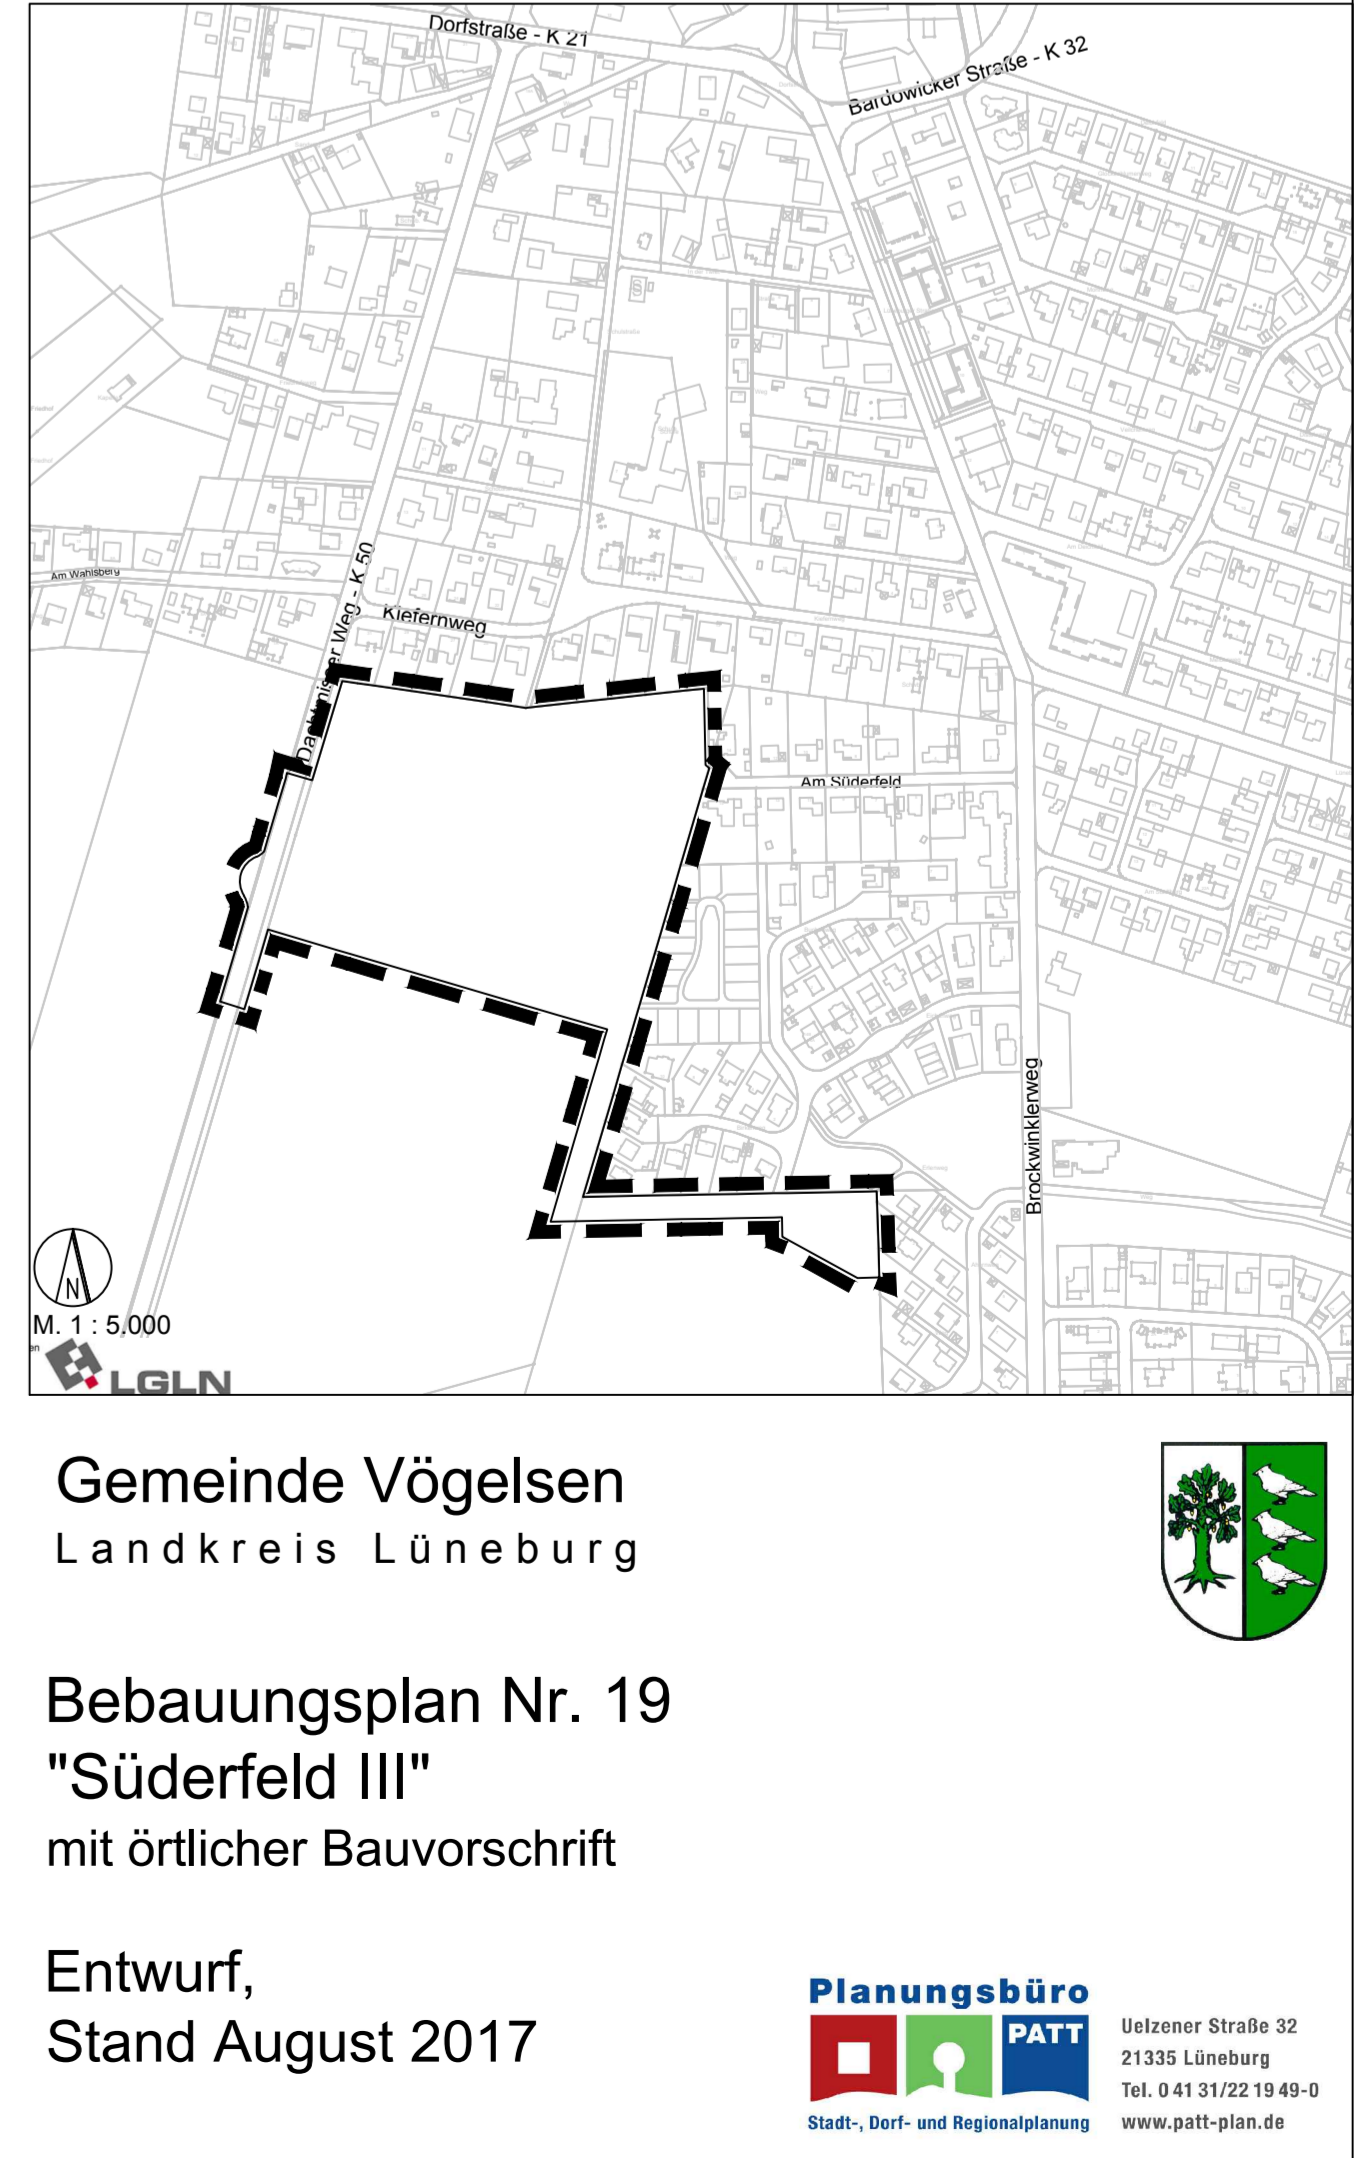 Dorfstraße - K 21
Bardowicker Straße - K 32
Am Wahlsberg
Dachtmisser Weg - K 50
Kiefernweg
Am Süderfeld
Brockwinklerweg
N
M. 1 : 5.000
LGLN
Gemeinde Vögelsen
Landkreis Lüneburg
Bebauungsplan Nr. 19
"Süderfeld III"
mit örtlicher Bauvorschrift
Entwurf,
Stand August 2017
Planungsbüro
PATT
Stadt-, Dorf- und Regionalplanung
Uelzener Straße 32
21335 Lüneburg
Tel. 0 41 31/22 19 49-0
www.patt-plan.de